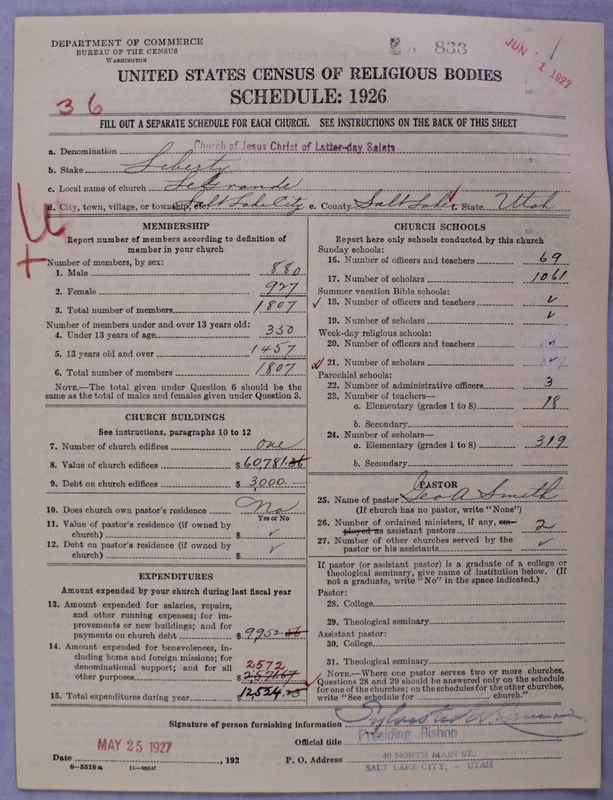 DEPARTMENT OF COMMERCE
BUREAU OF THE CENSUS
WASHINGTON
833
JUN 1 1927
UNITED STATES CENSUS OF RELIGIOUS BODIES
SCHEDULE: 1926
36
FILL OUT A SEPARATE SCHEDULE FOR EACH CHURCH. SEE INSTRUCTIONS ON THE BACK OF THIS SHEET
a. Denomination Church of Jesus Christ of Latter-day Saints
b. Stake Liberty
c. Local name of church LeGrande
d. City, town, village, or township, etc. Salt Lake City e. County Salt Lake f. State Utah
MEMBERSHIP
Report number of members according to definition of
member in your church
Number of members, by sex:
1. Male 880
2. Female 927
3. Total number of members 1807
Number of members under and over 13 years old:
4. Under 13 years of age 350
5. 13 years old and over 1457
6. Total number of members 1807
NOTE.—The total given under Question 6 should be
same as the total of males and females given under Question 3.
CHURCH BUILDINGS
See instructions, paragraphs 10 to 12
7. Number of church edifices one
8. Value of church edifices $60,781.36
9. Debt on church edifices $3,000.—
10. Does church own pastor's residence No
Yes or No
11. Value of pastor's residence (if owned by
church) $ ✓
12. Debt on pastor's residence (if owned by
church) $ ✓
EXPENDITURES
Amount expended by church during last fiscal year
13. Amount expended for salaries, repairs,
and other running expenses; for im-
provements or new buildings; and for
payments on church debt $9952
14. Amount expended for benevolences, in-
cluding home and foreign missions; for
denominational support; and for all 2572
other purposes $
15. Total expenditures during year $12,524
CHURCH SCHOOLS
Report here only schools conducted by this church
Sunday schools:
16. Number of officers and teachers 69
17. Number of scholars 1061
Summer vacation Bible schools:
✓ 18. Number of officers and teachers ✓
19. Number of scholars ✓
Week-day religious schools:
20. Number of officers and teachers
✓ 21. Number of scholars
Parochial schools:
22. Number of administrative officers 3
23. Number of teachers—
a. Elementary (grades 1 to 8) 18
b. Secondary
24. Number of scholars—
a. Elementary (grades 1 to 8) 319
b. Secondary
PASTOR
25. Name of pastor Geo A Smith
(If church has no pastor, write "None")
26. Number of ordained ministers, if any, em-
ployed as assistant pastors 2
27. Number of other churches served by the
pastor or his assistants ✓
If pastor (or assistant pastor) is a graduate of a college or
theological seminary, give name of institution below. (If
not a graduate, write "No" in the space indicated.)
Pastor:
28. College
29. Theological seminary
Assistant pastor:
30. College
31. Theological seminary
NOTE.—Where one pastor serves two or more churches,
Questions 28 and 29 should be answered only on the schedule
for one of the churches; on the schedules for the other churches,
write "See schedule for church."
Signature of person furnishing information
Official title Presiding Bishop
Date MAY 25 1927, 192 P. O. Address 40 NORTH MAIN ST.
SALT LAKE CITY, - UTAH
8—5518 a 11—9664